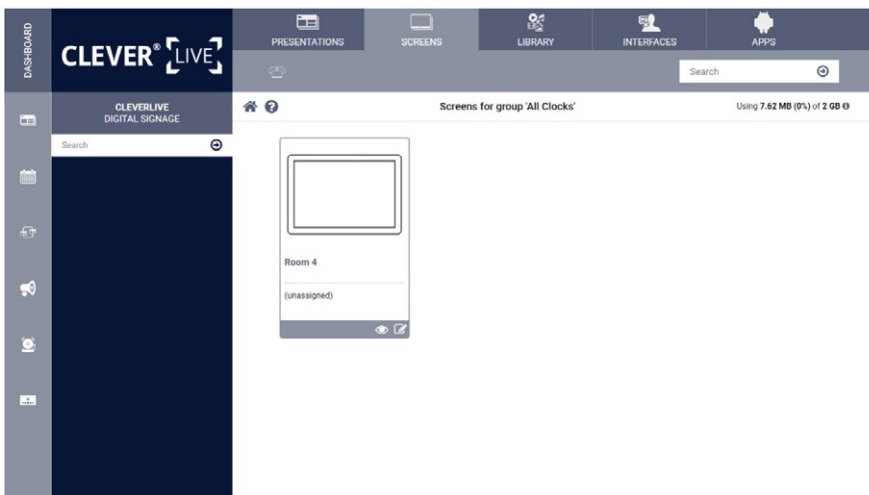 DASHBOARD
CLEVER® LIVE
PRESENTATIONS
SCREENS
LIBRARY
INTERFACES
APPS
Search
CLEVERLIVE
DIGITAL SIGNAGE
Search
Screens for group 'All Clocks'
Using 7.62 MB (0%) of 2 GB
Room 4
(unassigned)